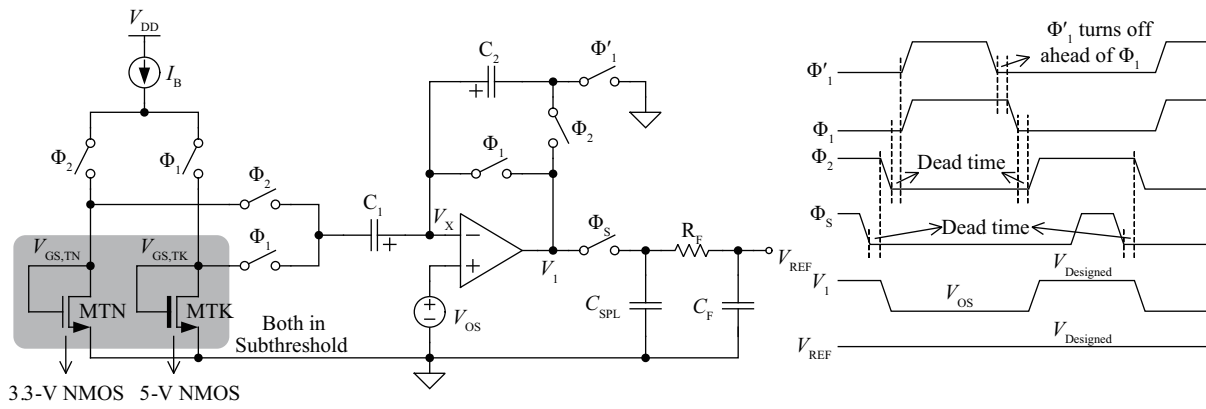 V_DD
I_B
Φ_2
Φ_1
Φ_2
Φ_1
V_GS,TN
V_GS,TK
MTN
MTK
Both in
Subthreshold
3.3-V NMOS
5-V NMOS
C_1
+
C_2
+
Φ'_1
Φ_2
Φ_1
V_X
−
+
V_1
+
−
V_OS
Φ_S
R_F
C_SPL
C_F
V_REF
Φ'_1 turns off
ahead of Φ_1
Φ'_1
Φ_1
Φ_2
Dead time
Φ_S
Dead time
V_1
V_OS
V_Designed
V_REF
V_Designed